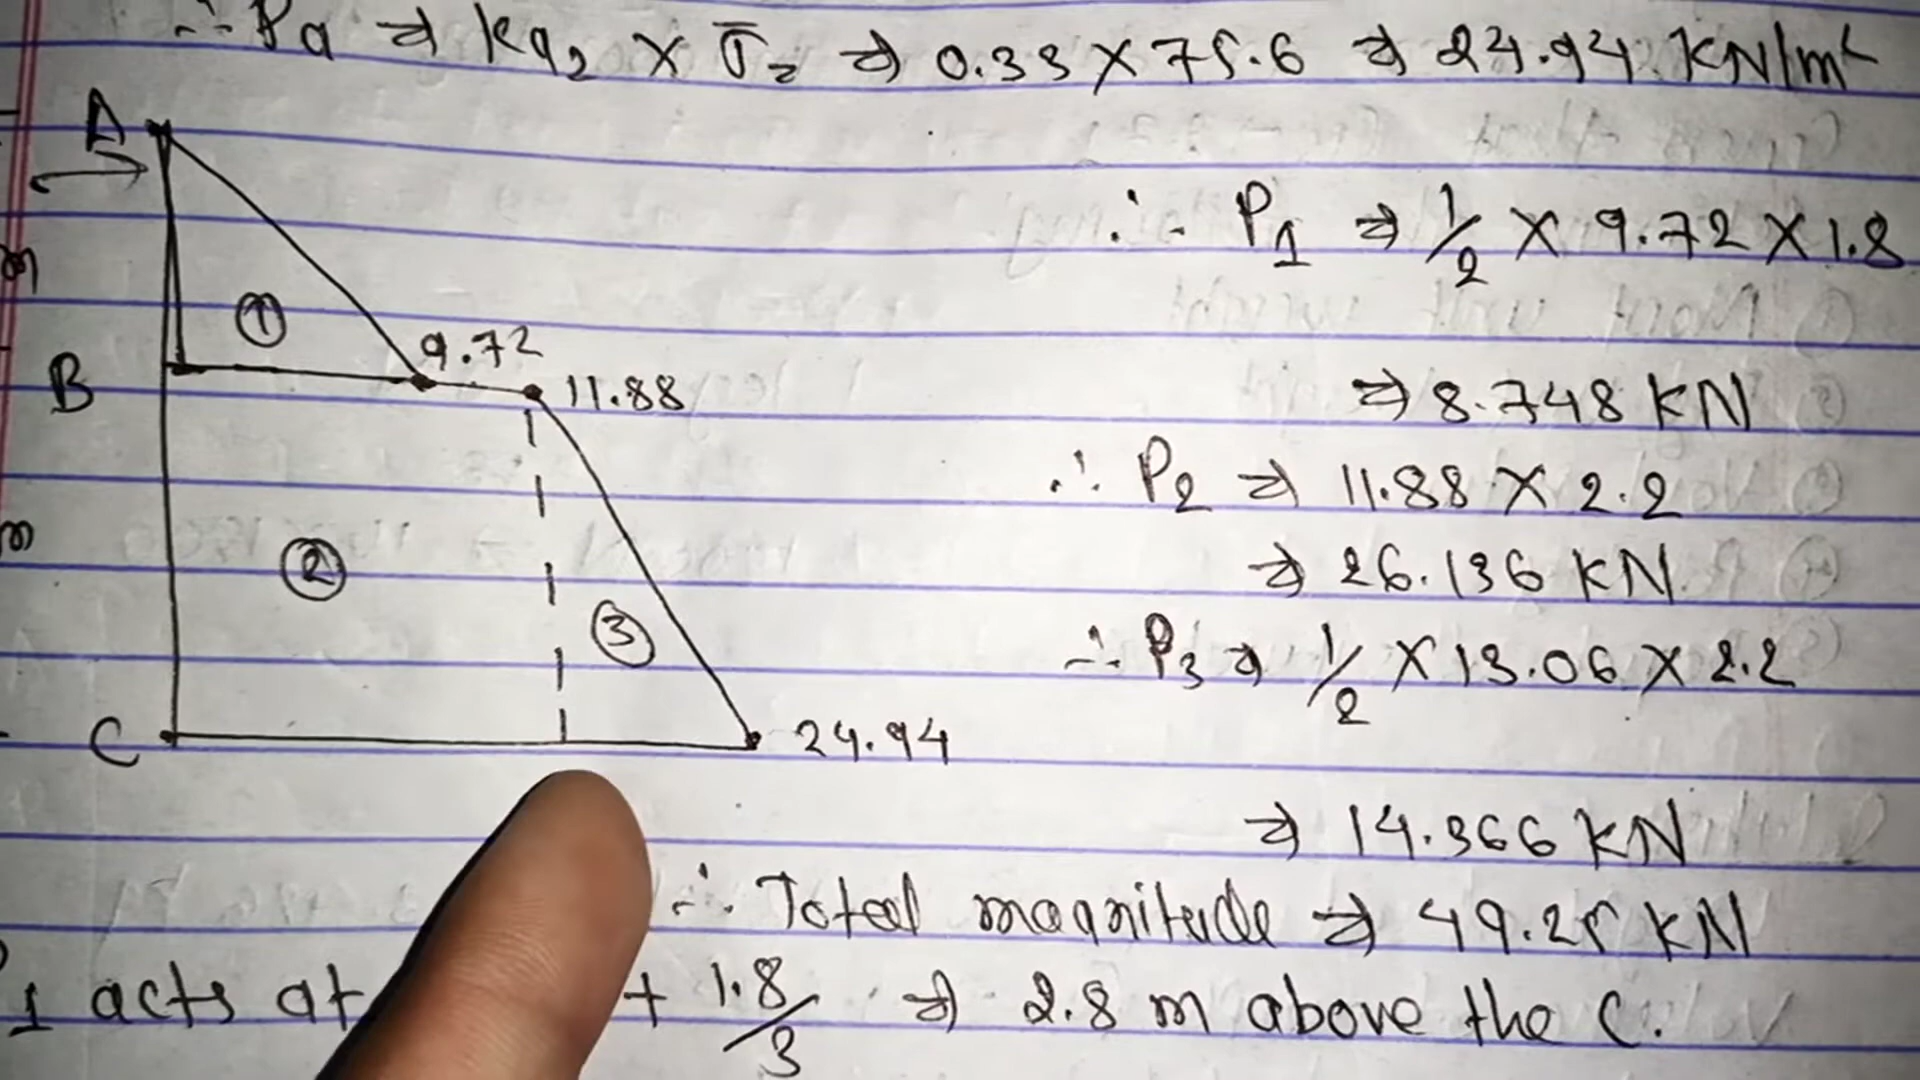 ∴ Pa ⇒ Ka₂ × σ̄₂ ⇒ 0.33 × 75.6 ⇒ 24.94 KN/m²
A
∴ P₁ ⇒ 1/2 × 9.72 × 1.8
m
①
9.72
B
11.88
⇒ 8.748 KN
∴ P₂ ⇒ 11.88 × 2.2
m
②
⇒ 26.136 KN
③
∴ P₃ ⇒ 1/2 × 13.06 × 2.2
C
24.94
⇒ 14.366 KN
∴ Total magnitude ⇒ 49.25 KN
1 acts at + 1.8/3 ⇒ 2.8 m above the C.